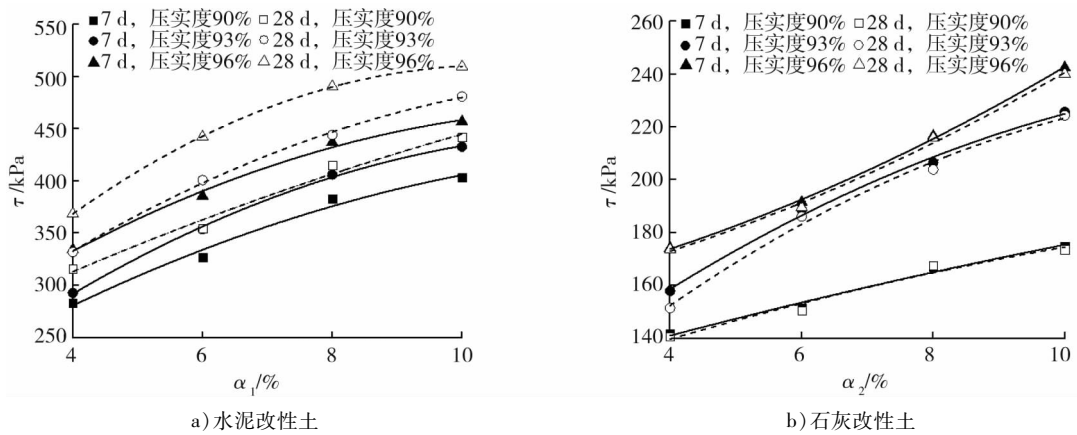 550
500
450
400
350
300
250
τ/kPa
7 d，压实度90% 28 d，压实度90%
7 d，压实度93% 28 d，压实度93%
7 d，压实度96% 28 d，压实度96%
4 6 8 10
α1/%
a)水泥改性土
260
240
220
200
180
160
140
τ/kPa
7 d，压实度90% 28 d，压实度90%
7 d，压实度93% 28 d，压实度93%
7 d，压实度96% 28 d，压实度96%
4 6 8 10
α2/%
b)石灰改性土